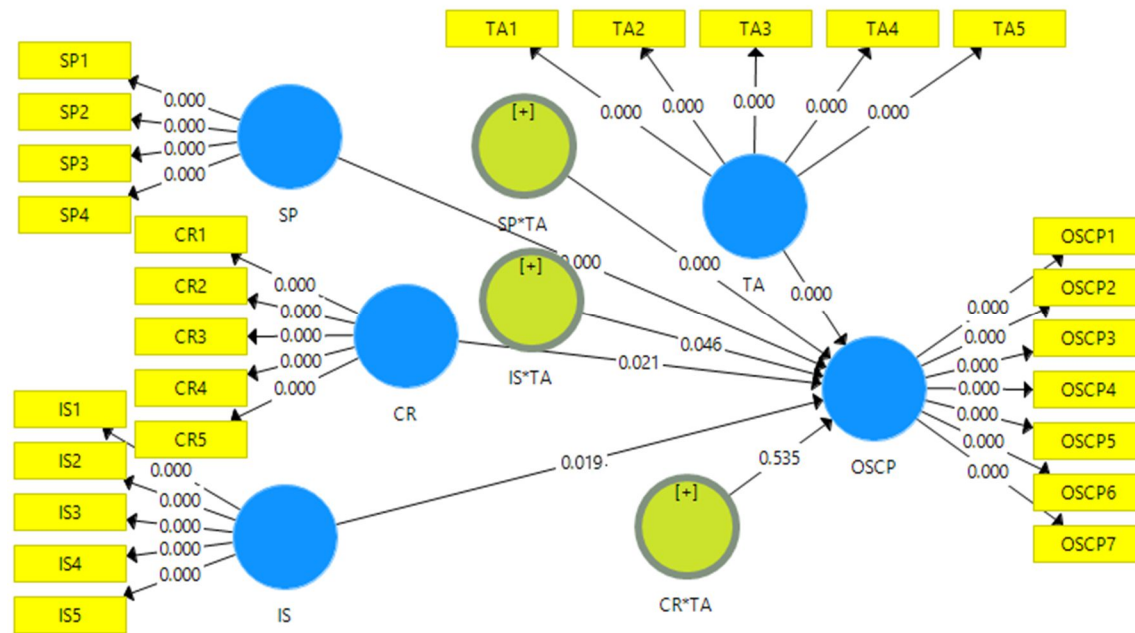 TA1
TA2
TA3
TA4
TA5
SP1
SP2
SP3
SP4
0.000
0.000
0.000
0.000
SP
[+]
SP*TA
0.000
0.000
0.000
0.000
0.000
TA
CR1
CR2
CR3
CR4
CR5
0.000
0.000
0.000
0.000
0.000
CR
[+]
IS*TA
0.000
0.000
0.000
0.046
0.021
OSCP1
OSCP2
OSCP3
OSCP4
OSCP5
OSCP6
OSCP7
0.000
0.000
0.000
0.000
0.000
0.000
0.000
OSCP
IS1
IS2
IS3
IS4
IS5
0.000
0.000
0.000
0.000
0.000
IS
0.019
0.535
[+]
CR*TA